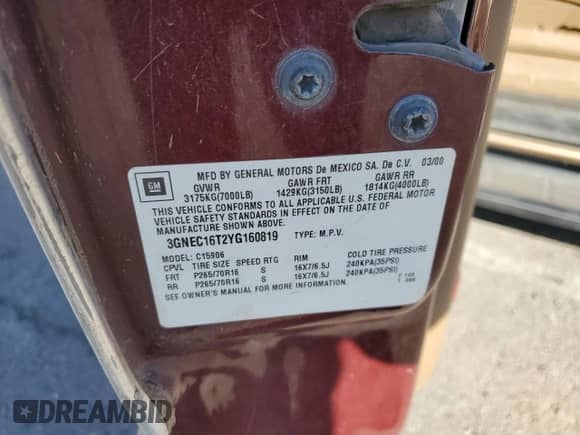 GM
MFD BY GENERAL MOTORS De MEXICO SA. De C.V. 03/00
GVWR GAWR FRT GAWR RR
3175KG(7000LB) 1429KG(3150LB) 1814KG(4000LB)
THIS VEHICLE CONFORMS TO ALL APPLICABLE U.S. FEDERAL MOTOR
VEHICLE SAFETY STANDARDS IN EFFECT ON THE DATE OF
MANUFACTURE SHOWN ABOVE.
3GNEC16T2YG160819 TYPE: M.P.V.
MODEL: C15906
CPVL TIRE SIZE SPEED RTG RIM COLD TIRE PRESSURE
FRT P265/70R16 S 16X7/6.5J 240KPA(35PSI)
RR P265/70R16 S 16X7/6.5J 240KPA(35PSI)
SEE OWNER'S MANUAL FOR MORE INFORMATION.
DREAMBID